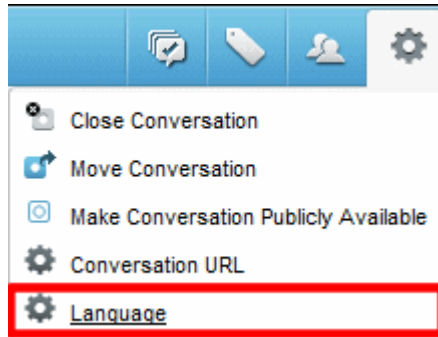 Close Conversation
Move Conversation
Make Conversation Publicly Available
Conversation URL
Language